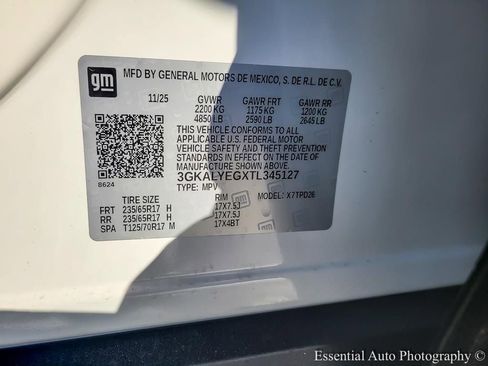 gm MFD BY GENERAL MOTORS DE MEXICO, S. DE R.L. DE C.V.
11/25 GVWR GAWR FRT GAWR RR
2200 KG 1175 KG 1200 KG
4850 LB 2590 LB 2645 LB
THIS VEHICLE CONFORMS TO ALL
APPLICABLE U.S. FEDERAL MOTOR
VEHICLE SAFETY, BUMPER, AND
THEFT PREVENTION STANDARDS IN
EFFECT ON THE DATE OF
MANUFACTURE SHOWN ABOVE.
3GKALYEGXTL345127
8624
TYPE: MPV MODEL: X7TPD26
TIRE SIZE RIM
FRT 235/65R17 H 17X7.5J
RR 235/65R17 H 17X7.5J
SPA T125/70R17 M 17X4BT
Essential Auto Photography ©